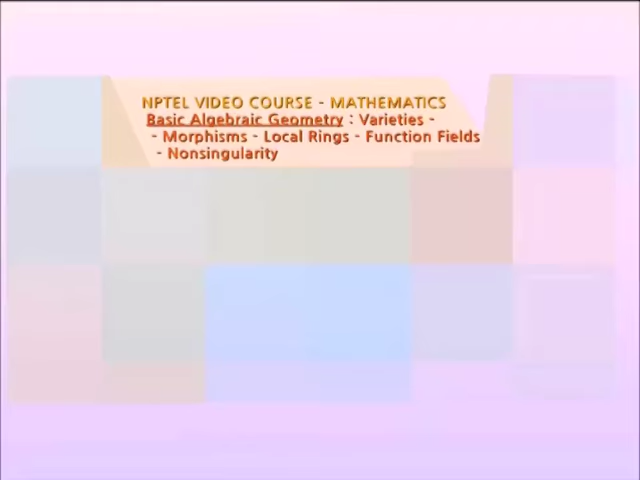 NPTEL VIDEO COURSE - MATHEMATICS
Basic Algebraic Geometry : Varieties -
- Morphisms - Local Rings - Function Fields
- Nonsingularity